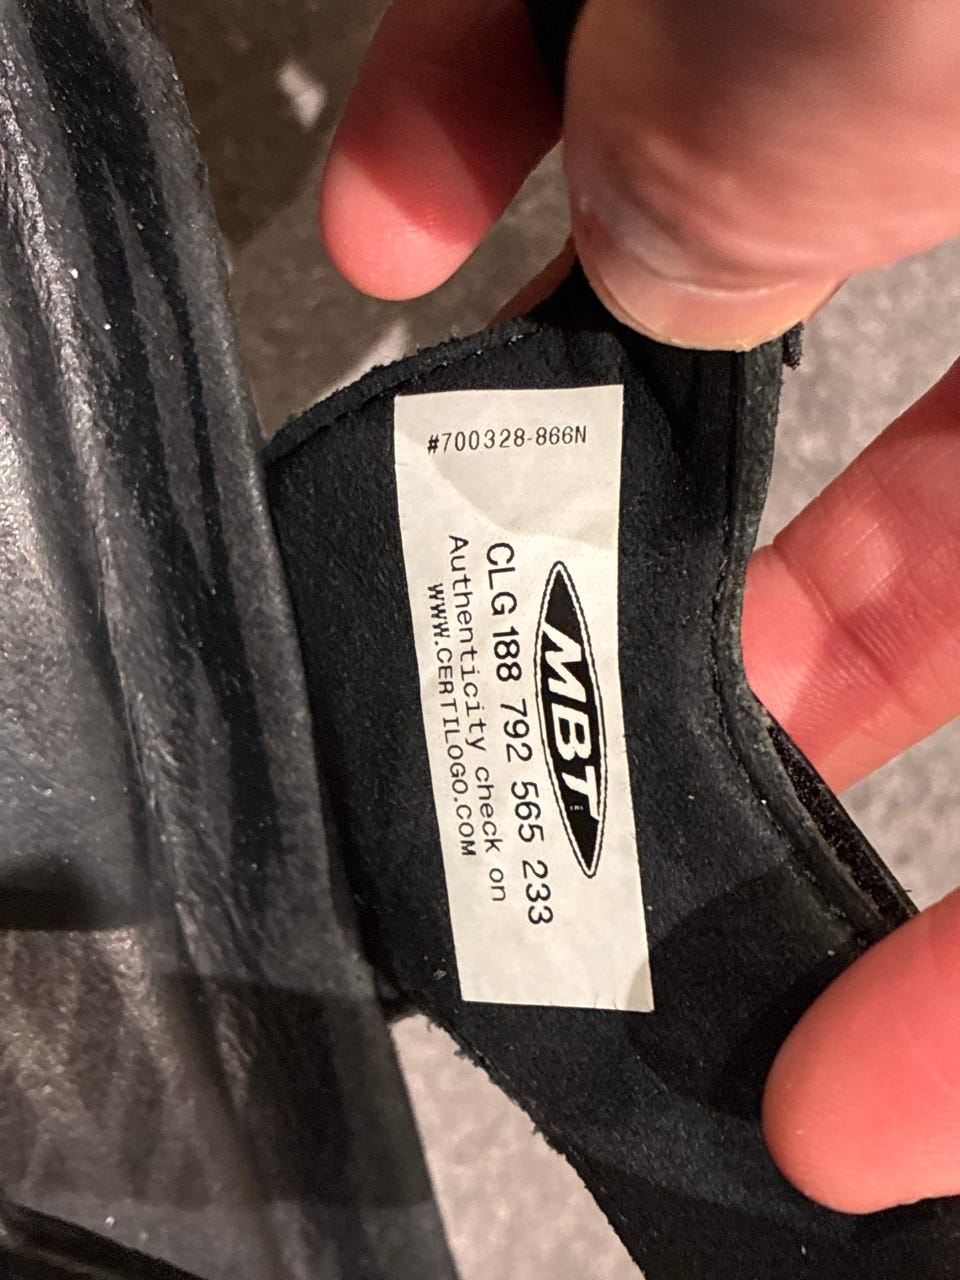 #700328-866N
MBT
CLG 188 792 565 233
Authenticity check on
WWW.CERTILOGO.COM